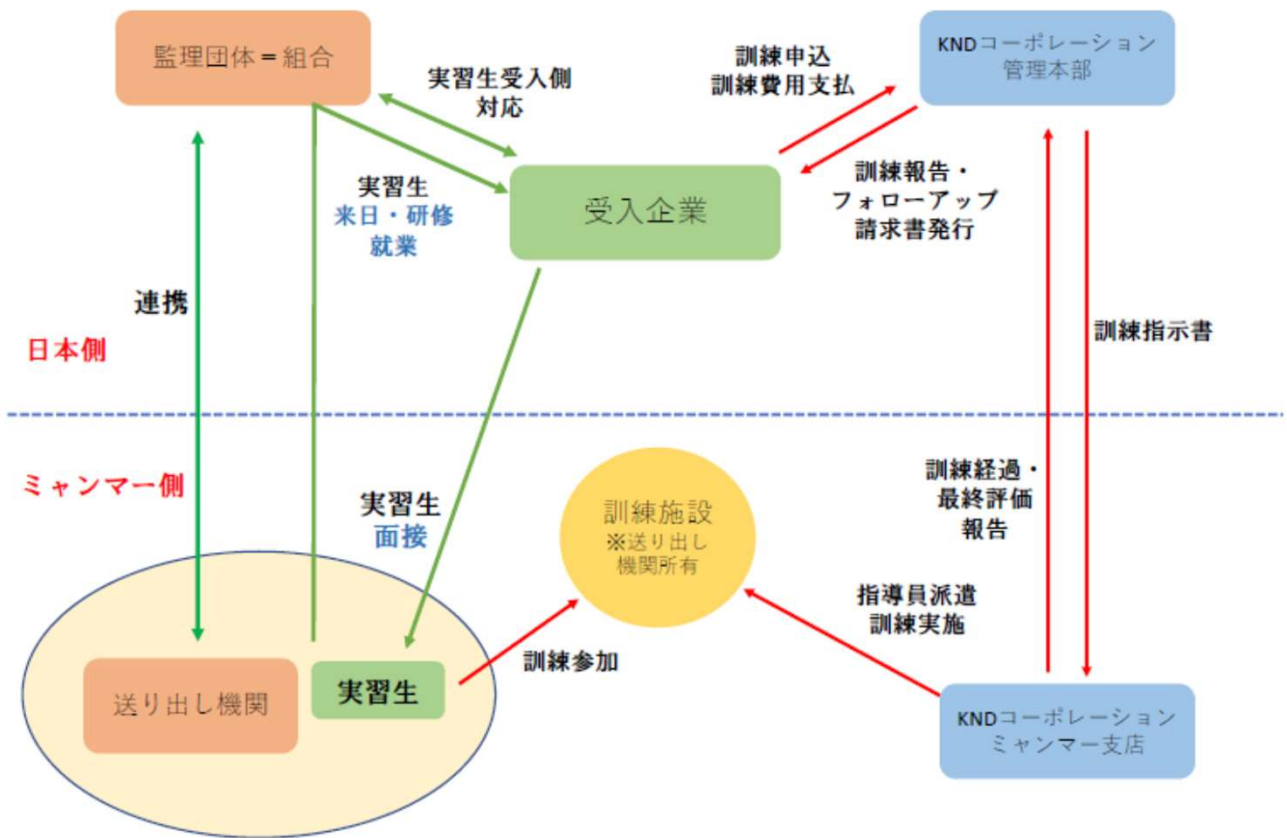 監理団体＝組合
実習生受入側
対応
訓練申込
訓練費用支払
KNDコーポレーション
管理本部
実習生
来日・研修
就業
受入企業
訓練報告・
フォローアップ
請求書発行
連携
日本側
訓練指示書
ミャンマー側
実習生
面接
訓練施設
※送り出し
機関所有
訓練経過・
最終評価
報告
指導員派遣
訓練実施
訓練参加
送り出し機関
実習生
KNDコーポレーション
ミャンマー支店